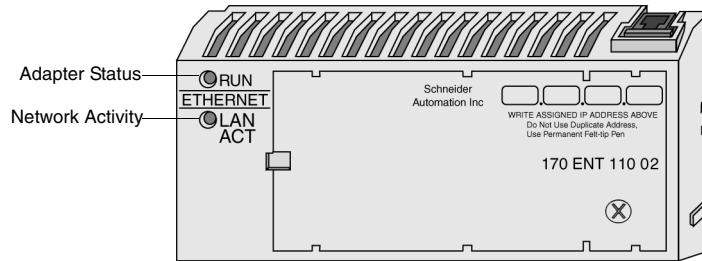 Adapter Status
RUN
ETHERNET
Network Activity
LAN
ACT
Schneider
Automation Inc
WRITE ASSIGNED IP ADDRESS ABOVE
Do Not Use Duplicate Address,
Use Permanent Felt-tip Pen
170 ENT 110 02